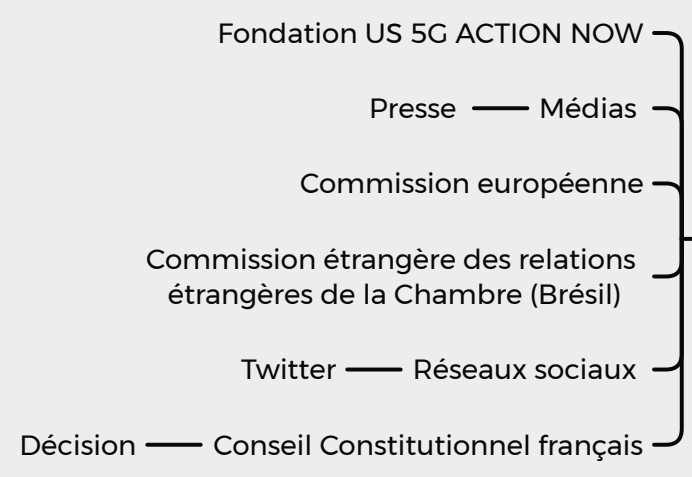 Fondation US 5G ACTION NOW
Presse Médias
Commission européenne
Commission étrangère des relations
étrangères de la Chambre (Brésil)
Twitter Réseaux sociaux
Décision Conseil Constitutionnel français